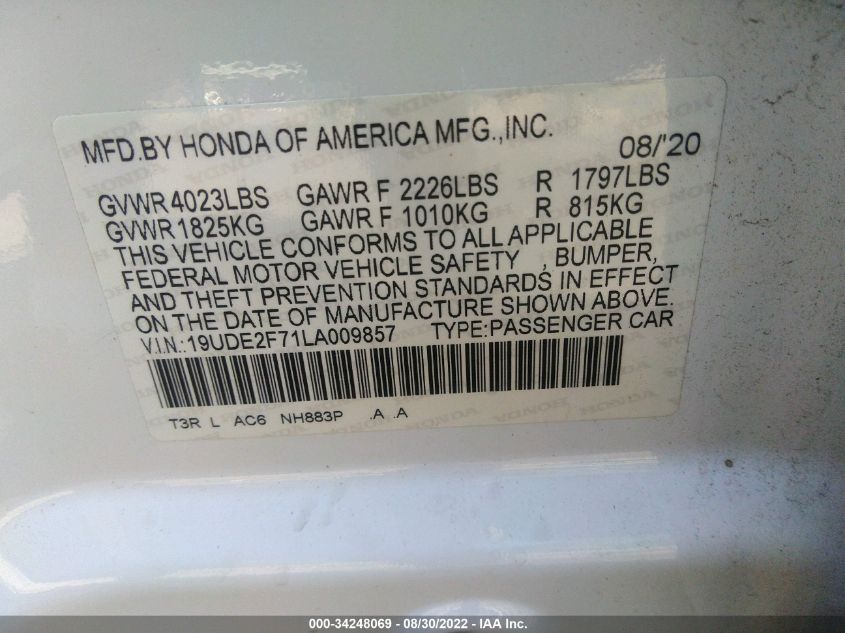 MFD.BY HONDA OF AMERICA MFG.,INC. 08/'20
GVWR 4023LBS GAWR F 2226LBS R 1797LBS
GVWR 1825KG GAWR F 1010KG R 815KG
THIS VEHICLE CONFORMS TO ALL APPLICABLE
FEDERAL MOTOR VEHICLE SAFETY , BUMPER,
AND THEFT PREVENTION STANDARDS IN EFFECT
ON THE DATE OF MANUFACTURE SHOWN ABOVE.
V.I.N.:19UDE2F71LA009857 TYPE:PASSENGER CAR
T3R L AC6 NH883P .A .A
000-34248069 - 08/30/2022 - © IAA, Inc.